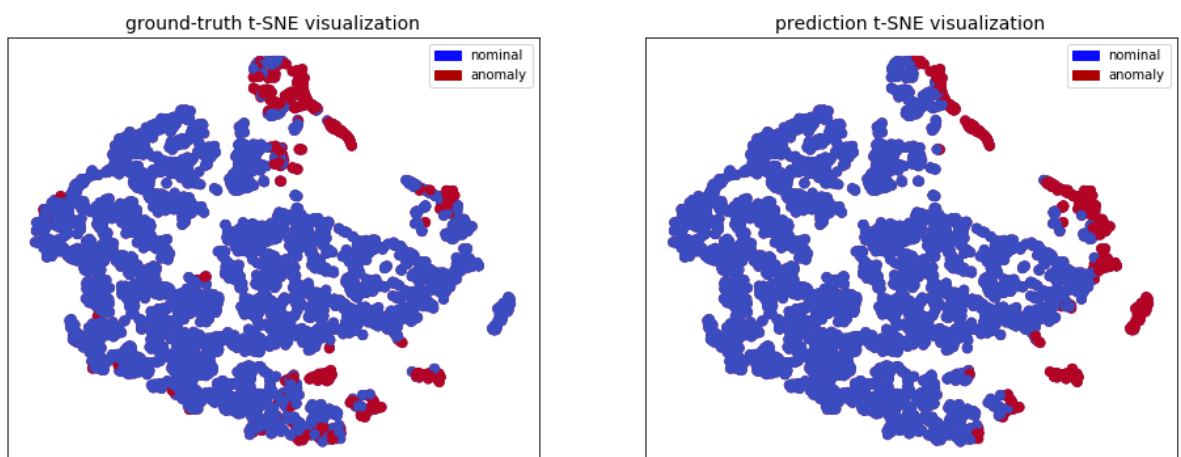 ground-truth t-SNE visualization
nominal
anomaly
prediction t-SNE visualization
nominal
anomaly